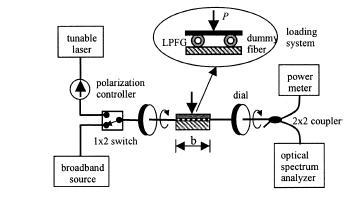 tunable
laser
polarization
controller
1x2 switch
broadband
source
P
LPFG
dummy
fiber
loading
system
b
dial
power
meter
2x2 coupler
optical
spectrum
analyzer